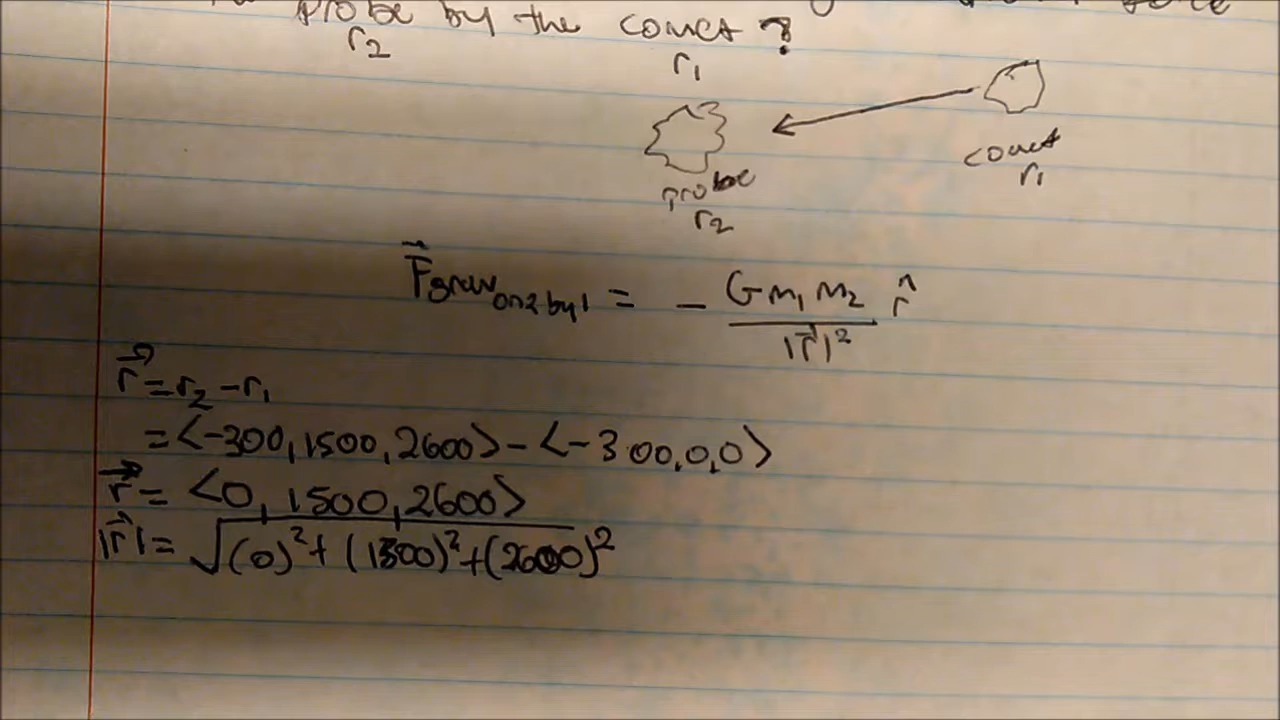 probe by the comet ?
r₂ r₁
comet
r₁
probe
r₂
F⃗grav on 2 by 1 = - Gm₁m₂ / |r⃗|² r̂
r⃗ = r₂ - r₁
= <-300,1500,2600> - <-300,0,0>
r⃗ = <0,1500,2600>
|r⃗| = √(0)² + (1500)² + (2600)²